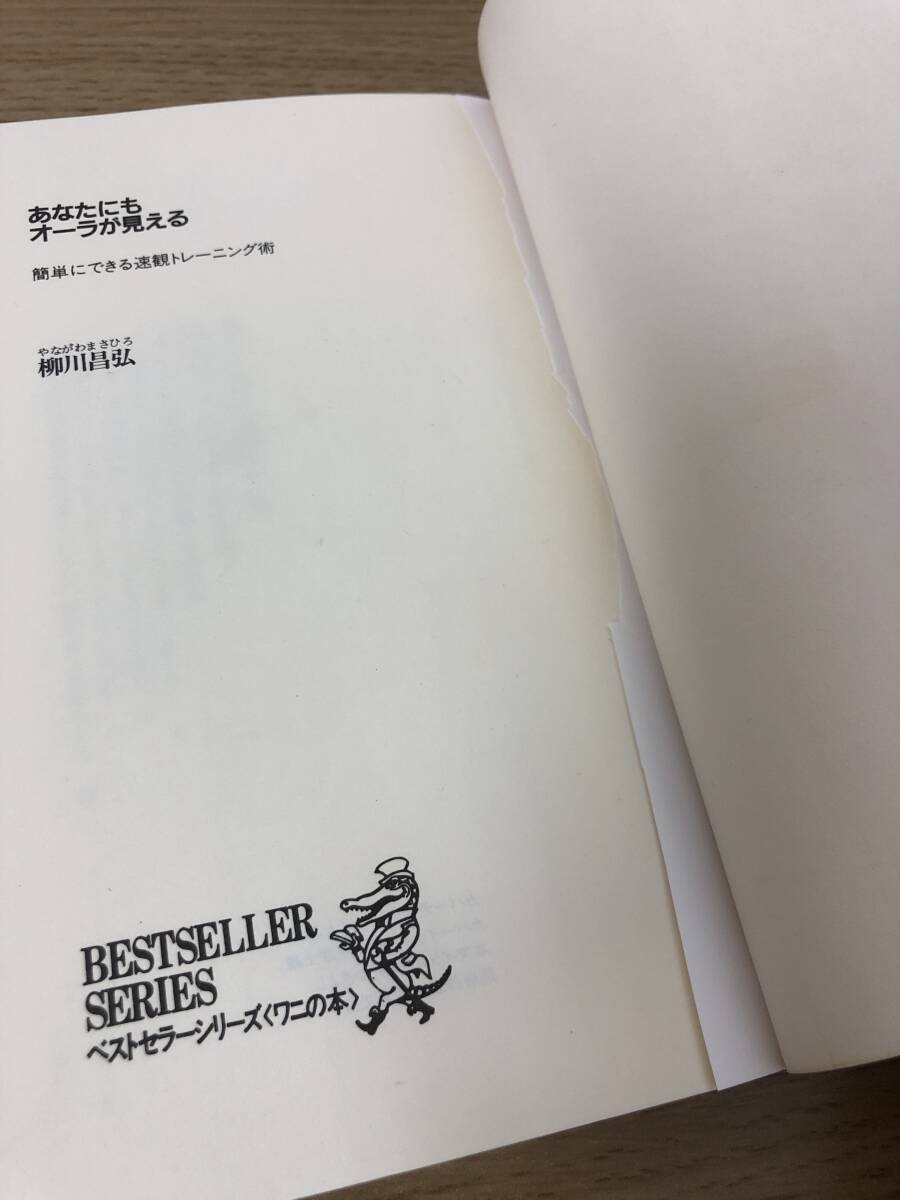 あなたにも
オーラが見える
簡単にできる速観トレーニング術
やながわまさひろ
柳川昌弘
BESTSELLER
SERIES
ベストセラーシリーズ〈ワニの本〉